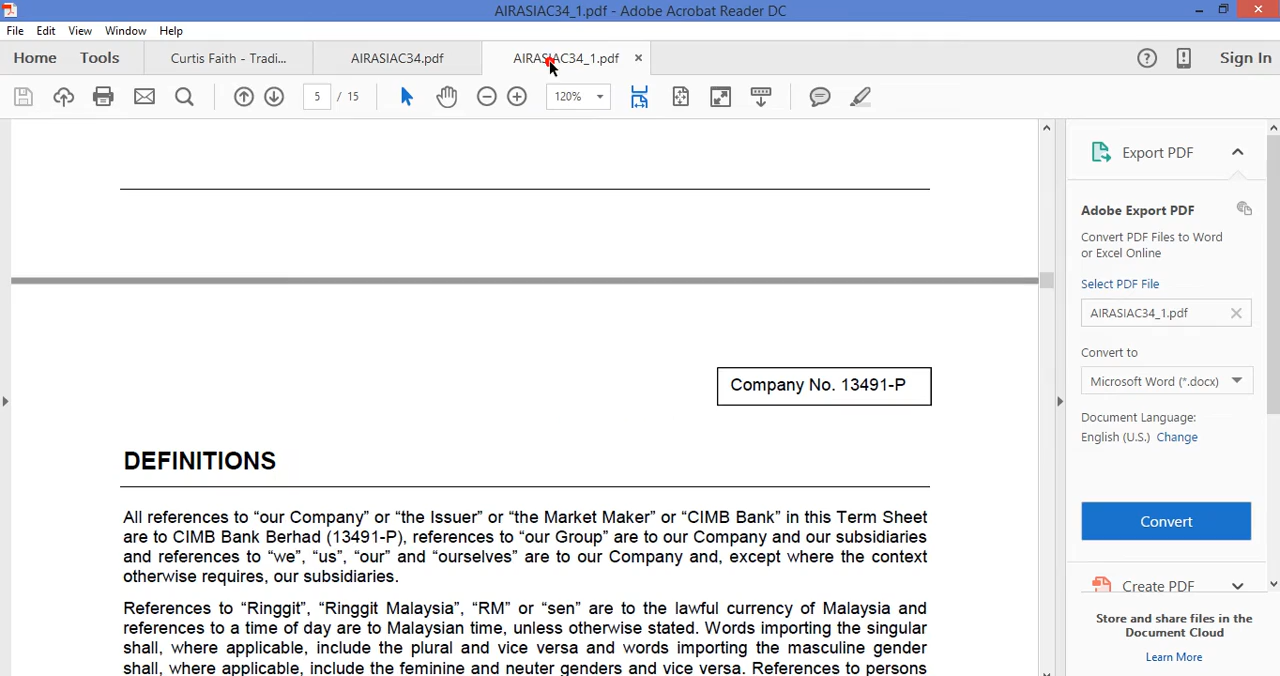 AIRASIAC34_1.pdf - Adobe Acrobat Reader DC
File Edit View Window Help
Home Tools Curtis Faith - Tradi... AIRASIAC34.pdf AIRASIAC34_1.pdf × Sign In
5 / 15 120%
Company No. 13491-P
DEFINITIONS
All references to “our Company” or “the Issuer” or “the Market Maker” or “CIMB Bank” in this Term Sheet
are to CIMB Bank Berhad (13491-P), references to “our Group” are to our Company and our subsidiaries
and references to “we”, “us”, “our” and “ourselves” are to our Company and, except where the context
otherwise requires, our subsidiaries.
References to “Ringgit”, “Ringgit Malaysia”, “RM” or “sen” are to the lawful currency of Malaysia and
references to a time of day are to Malaysian time, unless otherwise stated. Words importing the singular
shall, where applicable, include the plural and vice versa and words importing the masculine gender
shall, where applicable, include the feminine and neuter genders and vice versa. References to persons
Export PDF
Adobe Export PDF
Convert PDF Files to Word
or Excel Online
Select PDF File
AIRASIAC34_1.pdf
Convert to
Microsoft Word (*.docx)
Document Language:
English (U.S.) Change
Convert
Create PDF
Store and share files in the
Document Cloud
Learn More